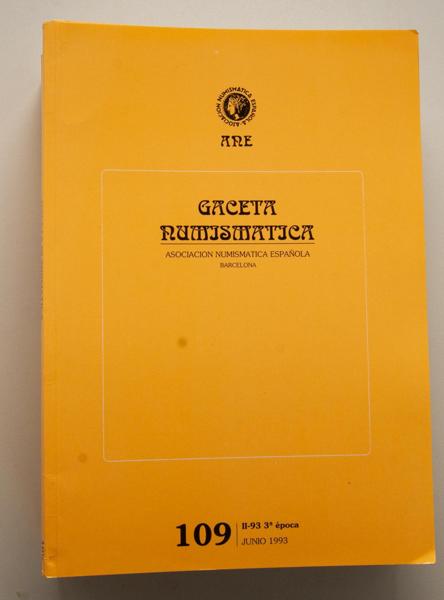 ASOCIACION NUMISMATICA ESPAÑOLA
ANE
GACETA
NUMISMATICA
ASOCIACION NUMISMATICA ESPAÑOLA
BARCELONA
109
II-93 3ª época
JUNIO 1993